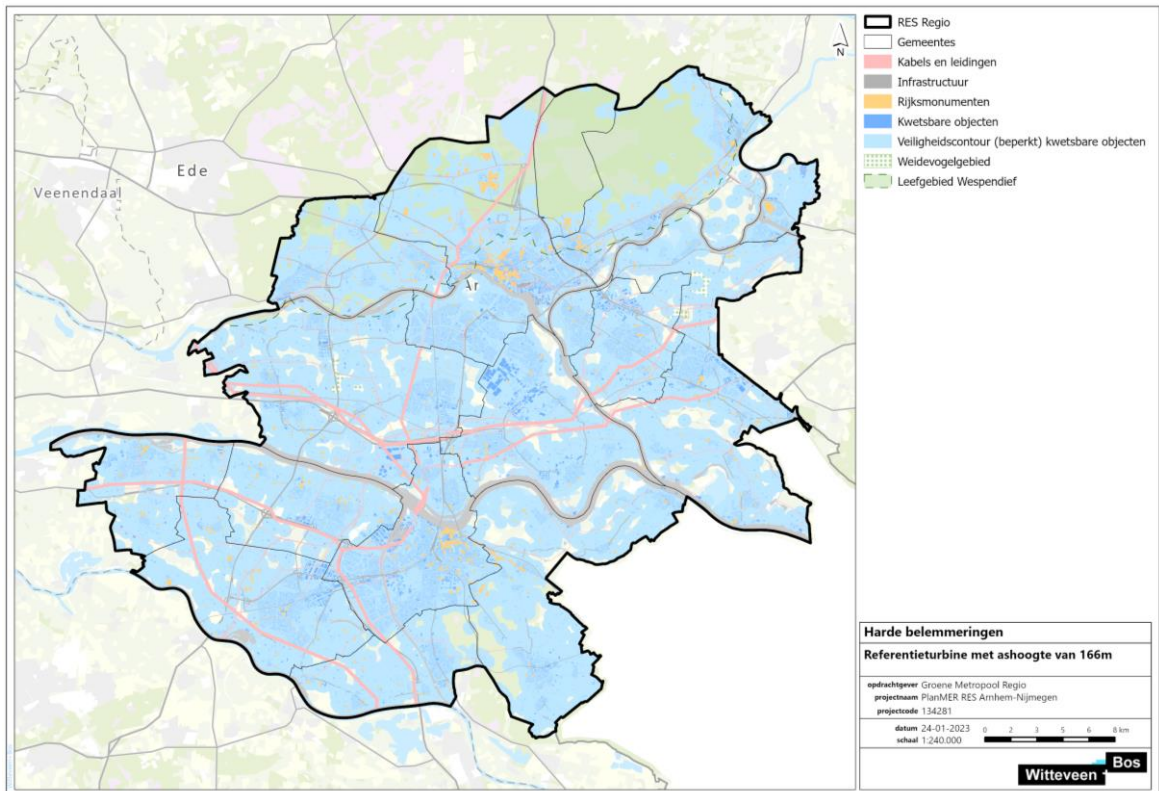 N
Ede
Veenendaal
Ar
RES Regio
Gemeentes
Kabels en leidingen
Infrastructuur
Rijksmonumenten
Kwetsbare objecten
Veiligheidscontour (beperkt) kwetsbare objecten
Weidevogelgebied
Leefgebied Wespendief
Harde belemmeringen
Referentieturbine met ashoogte van 166m
opdrachtgever Groene Metropool Regio
projectnaam PlanMER RES Arnhem-Nijmegen
projectcode 134281
datum 24-01-2023
schaal 1:240.000
0 2 3 5 6 8 km
Witteveen + Bos